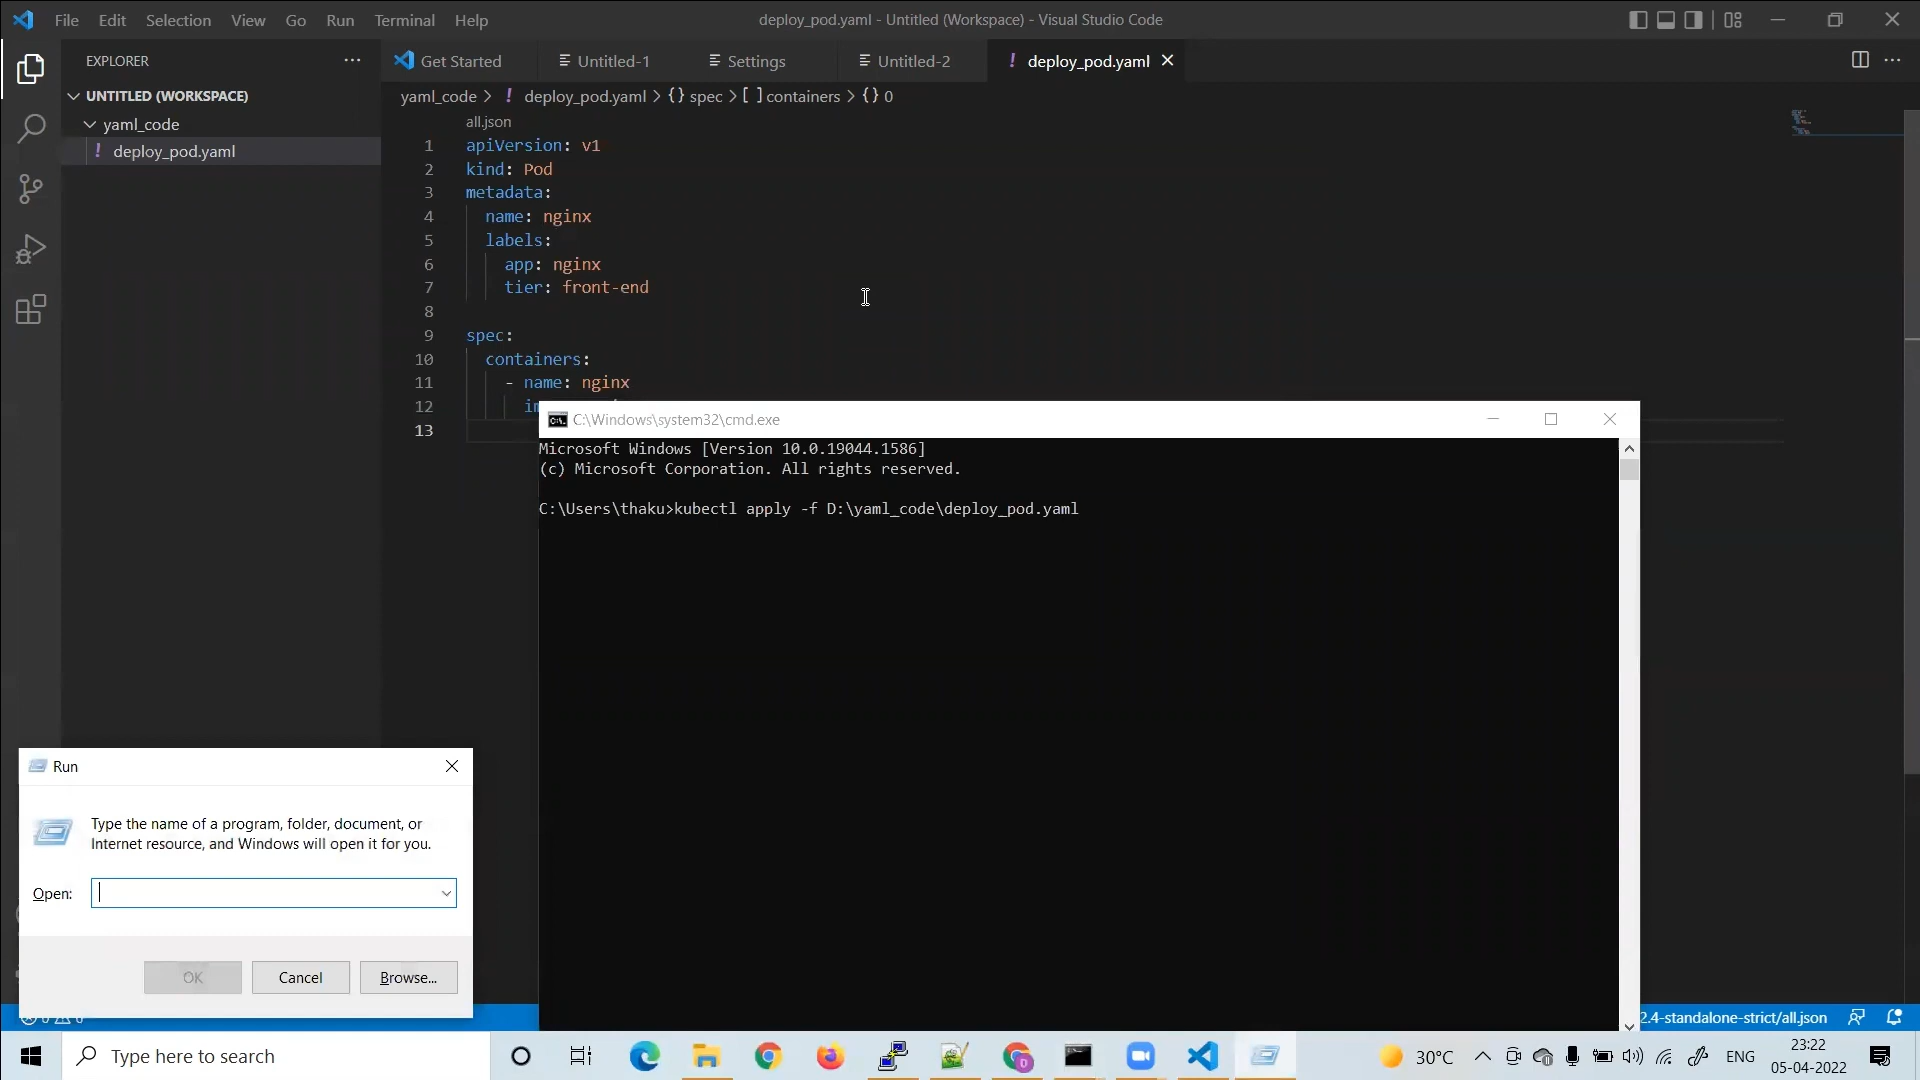 File Edit Selection View Go Run Terminal Help
deploy_pod.yaml - Untitled (Workspace) - Visual Studio Code
EXPLORER
UNTITLED (WORKSPACE)
yaml_code
! deploy_pod.yaml
Get Started Untitled-1 Settings Untitled-2 ! deploy_pod.yaml
yaml_code > ! deploy_pod.yaml > {} spec > [ ] containers > {} 0
all.json
1 apiVersion: v1
2 kind: Pod
3 metadata:
4 name: nginx
5 labels:
6 app: nginx
7 tier: front-end
8
9 spec:
10 containers:
11 - name: nginx
12
13
C:\Windows\system32\cmd.exe
Microsoft Windows [Version 10.0.19044.1586]
(c) Microsoft Corporation. All rights reserved.
C:\Users\thaku>kubectl apply -f D:\yaml_code\deploy_pod.yaml
Run
Type the name of a program, folder, document, or
Internet resource, and Windows will open it for you.
Open:
OK Cancel Browse...
2.4-standalone-strict/all.json
Type here to search
30°C
ENG
23:22
05-04-2022